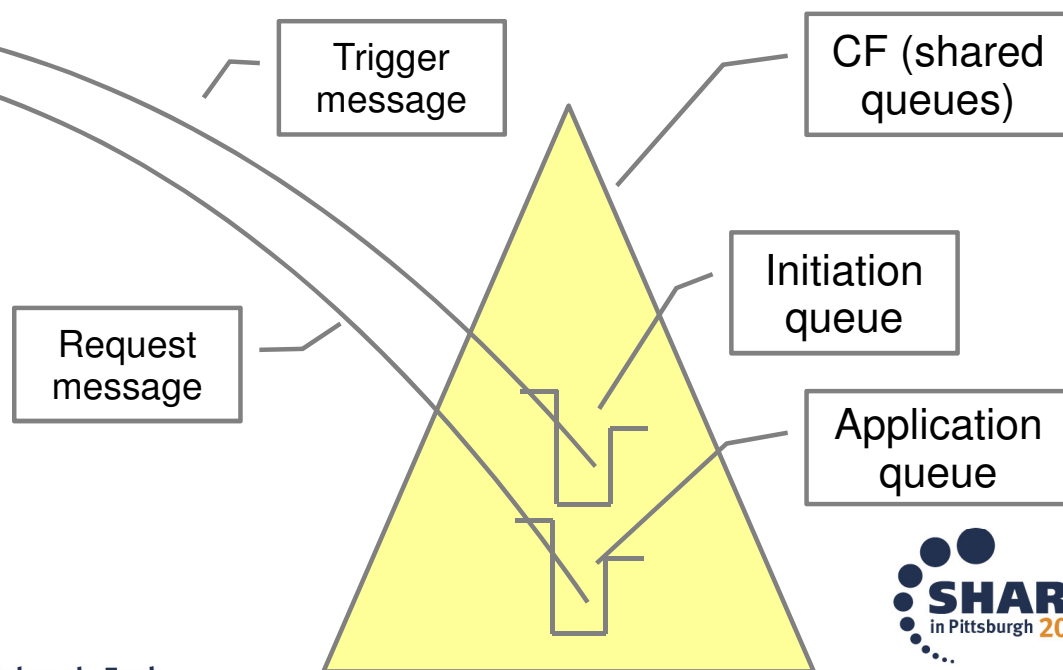 Trigger
message
CF (shared
queues)
Initiation
queue
Request
message
Application
queue
in Pittsburgh